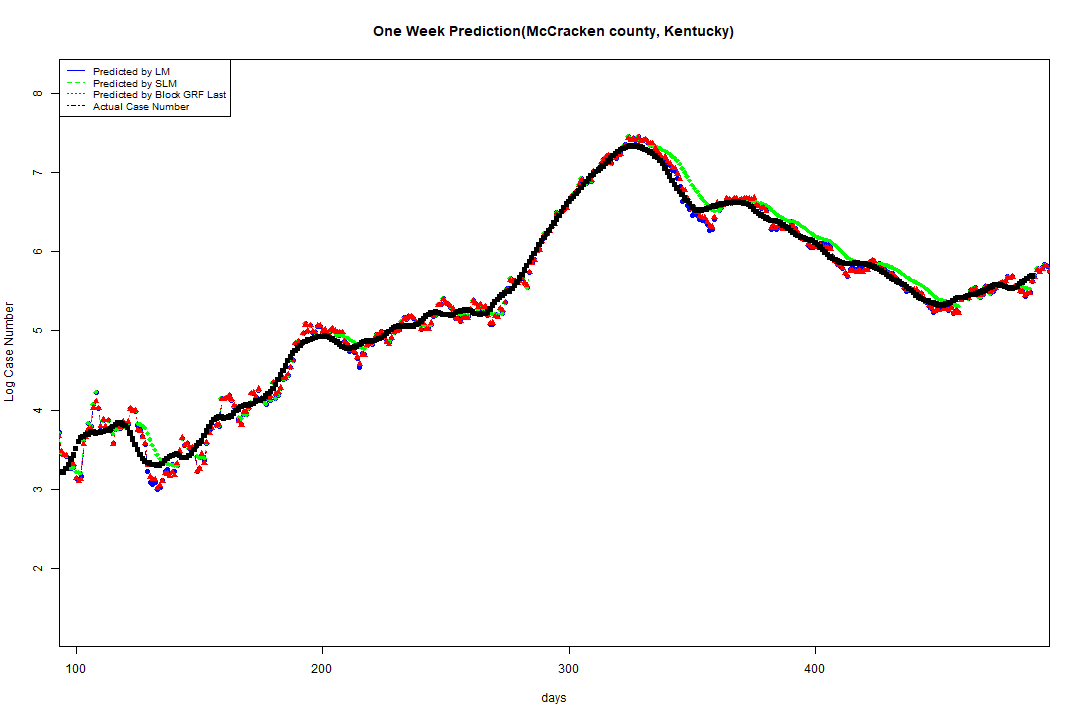 One Week Prediction(McCracken county, Kentucky)
Predicted by LM
Predicted by SLM
Predicted by Block GRF Last
Actual Case Number
8
7
6
5
4
3
2
Log Case Number
100 200 300 400
days